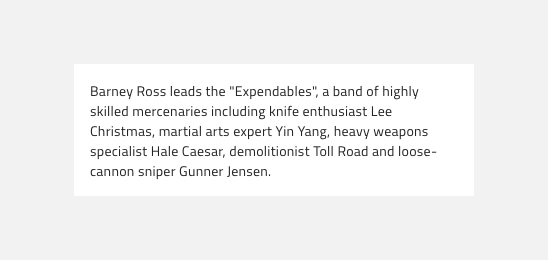 Barney Ross leads the "Expendables", a band of highly
skilled mercenaries including knife enthusiast Lee
Christmas, martial arts expert Yin Yang, heavy weapons
specialist Hale Caesar, demolitionist Toll Road and loose-
cannon sniper Gunner Jensen.